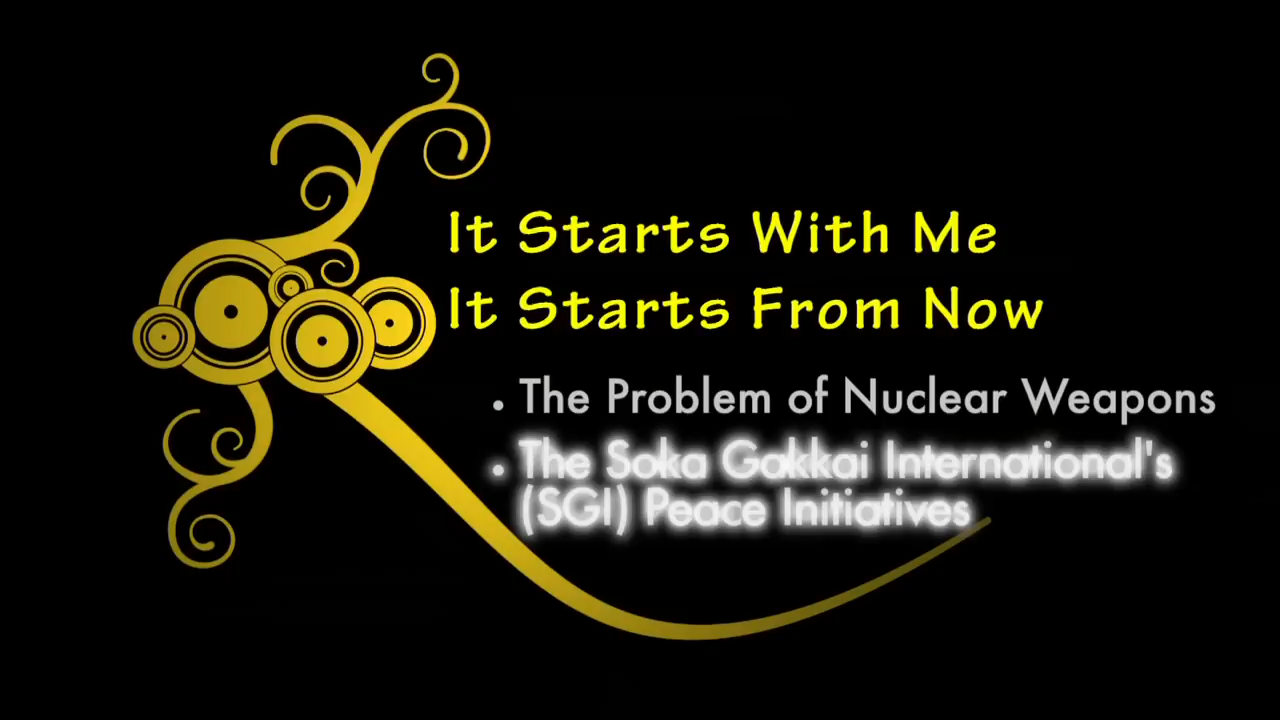 It Starts With Me
It Starts From Now
• The Problem of Nuclear Weapons
• The Soka Gakkai International's
(SGI) Peace Initiatives